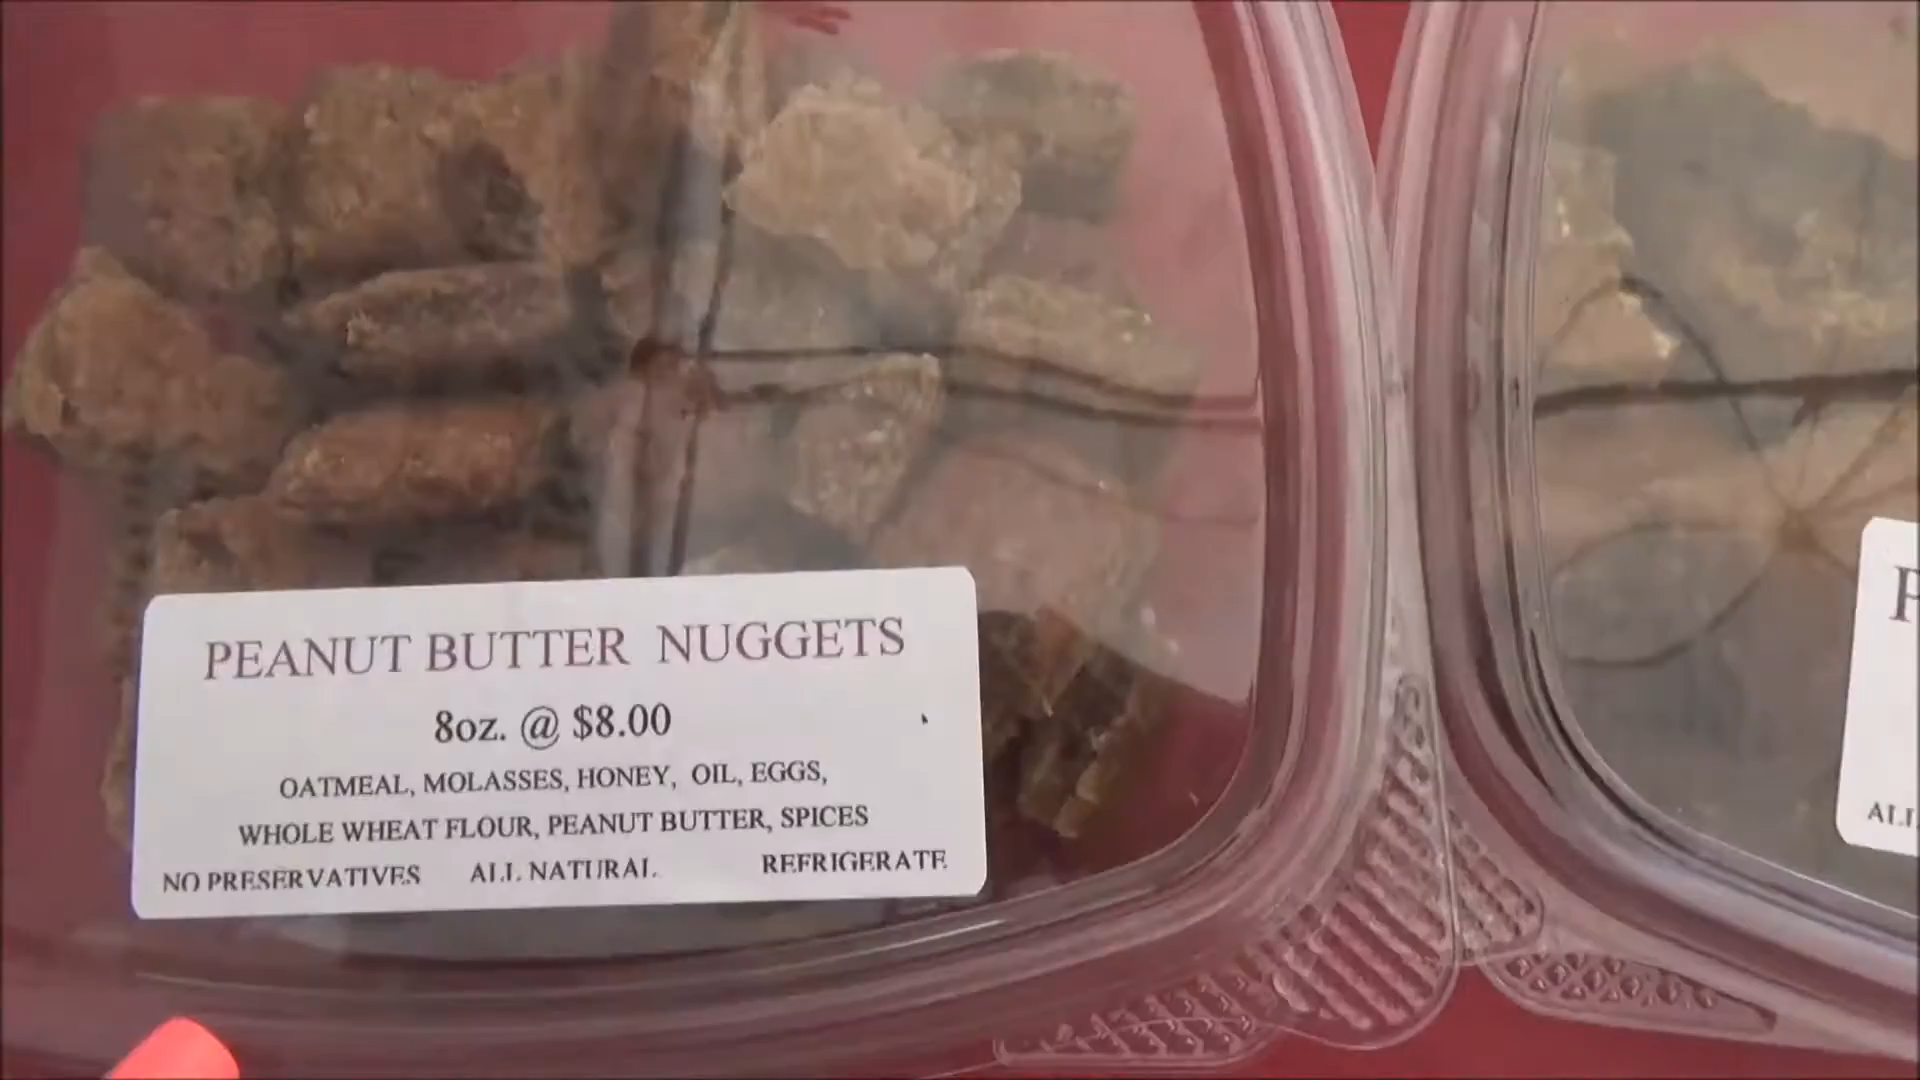 PEANUT BUTTER NUGGETS
8oz. @ $8.00
OATMEAL, MOLASSES, HONEY, OIL, EGGS,
WHOLE WHEAT FLOUR, PEANUT BUTTER, SPICES
NO PRESERVATIVES ALL NATURAL REFRIGERATE
P
ALL